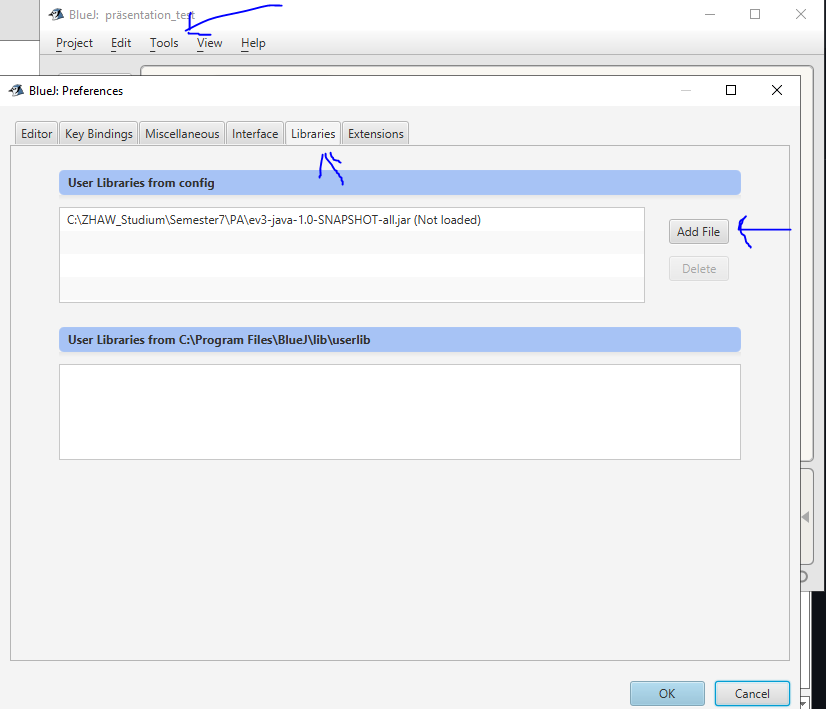 BlueJ: präsentation_test
Project Edit Tools View Help
BlueJ: Preferences
Editor Key Bindings Miscellaneous Interface Libraries Extensions
User Libraries from config
C:\ZHAW_Studium\Semester7\PA\ev3-java-1.0-SNAPSHOT-all.jar (Not loaded)
Add File
Delete
User Libraries from C:\Program Files\BlueJ\lib\userlib
OK Cancel